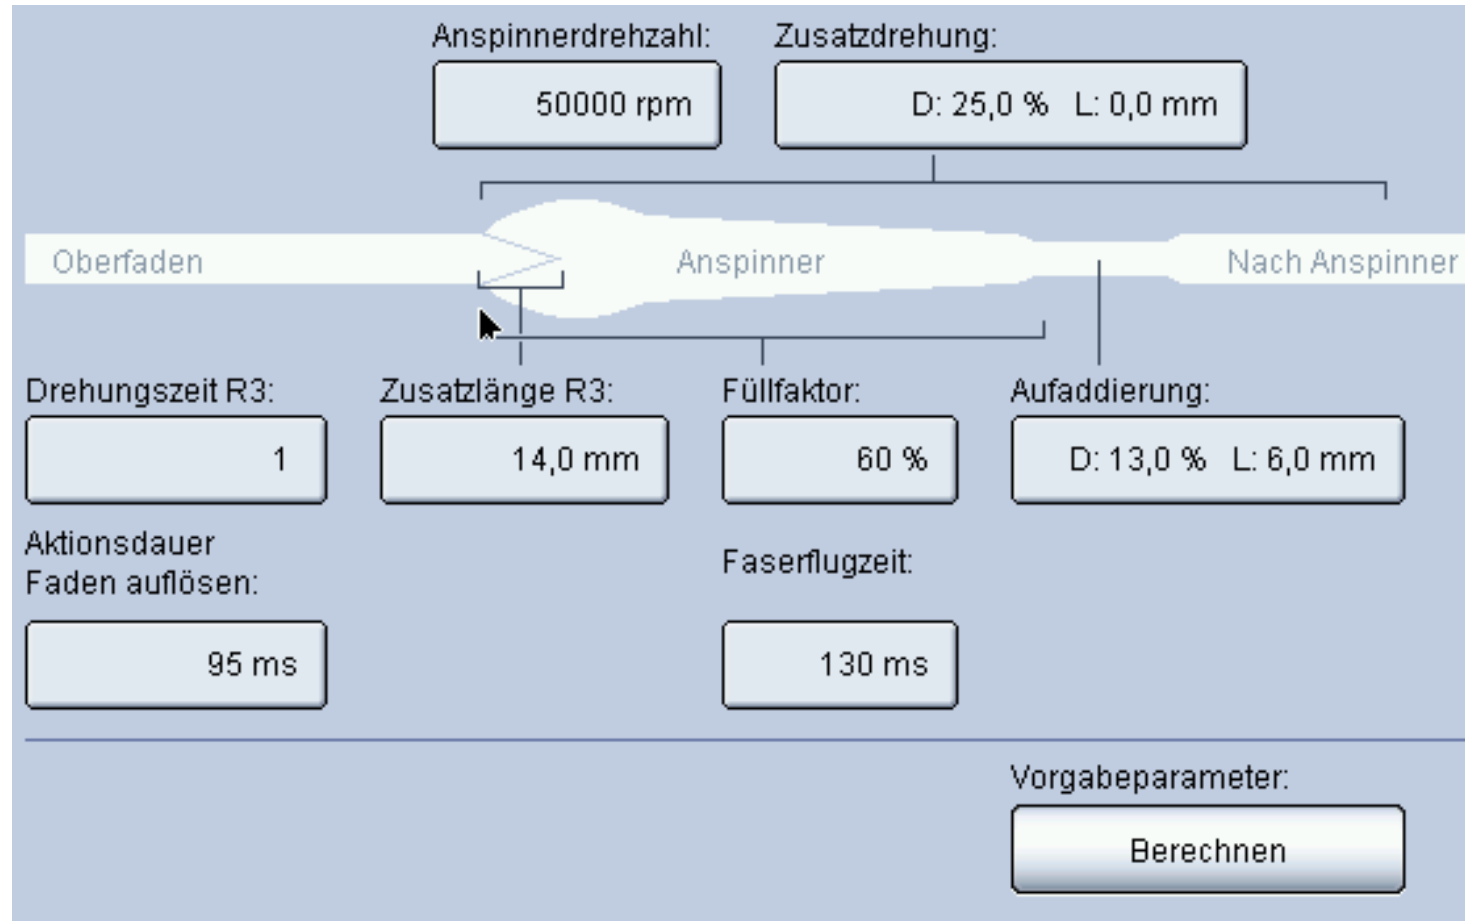 Anspinnerdrehzahl: Zusatzdrehung:
50000 rpm D: 25,0 % L: 0,0 mm
Oberfaden Anspinner Nach Anspinner
Drehungszeit R3: Zusatzlänge R3: Füllfaktor: Aufaddierung:
1 14,0 mm 60 % D: 13,0 % L: 6,0 mm
Aktionsdauer
Faden auflösen: Faserflugzeit:
95 ms 130 ms
Vorgabeparameter:
Berechnen